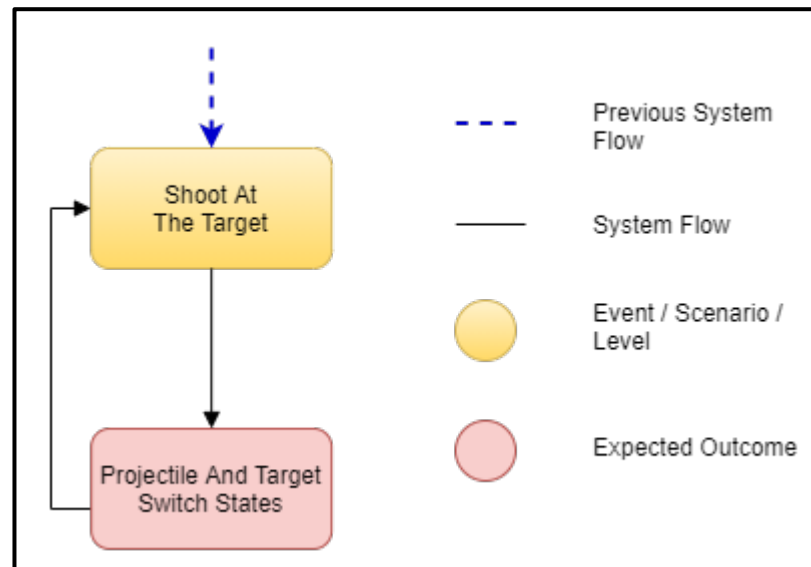 Shoot At
The Target
Projectile And Target
Switch States
Previous System
Flow
System Flow
Event / Scenario /
Level
Expected Outcome